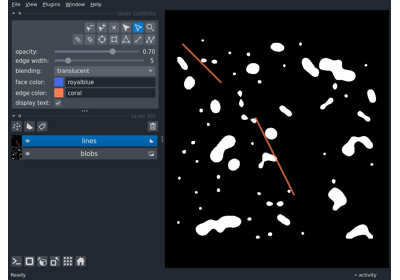 File View Plugins Window Help
layer controls
opacity: 0.70
edge width: 5
blending: translucent
face color: royalblue
edge color: coral
display text:
layer list
lines
blobs
Ready
activity